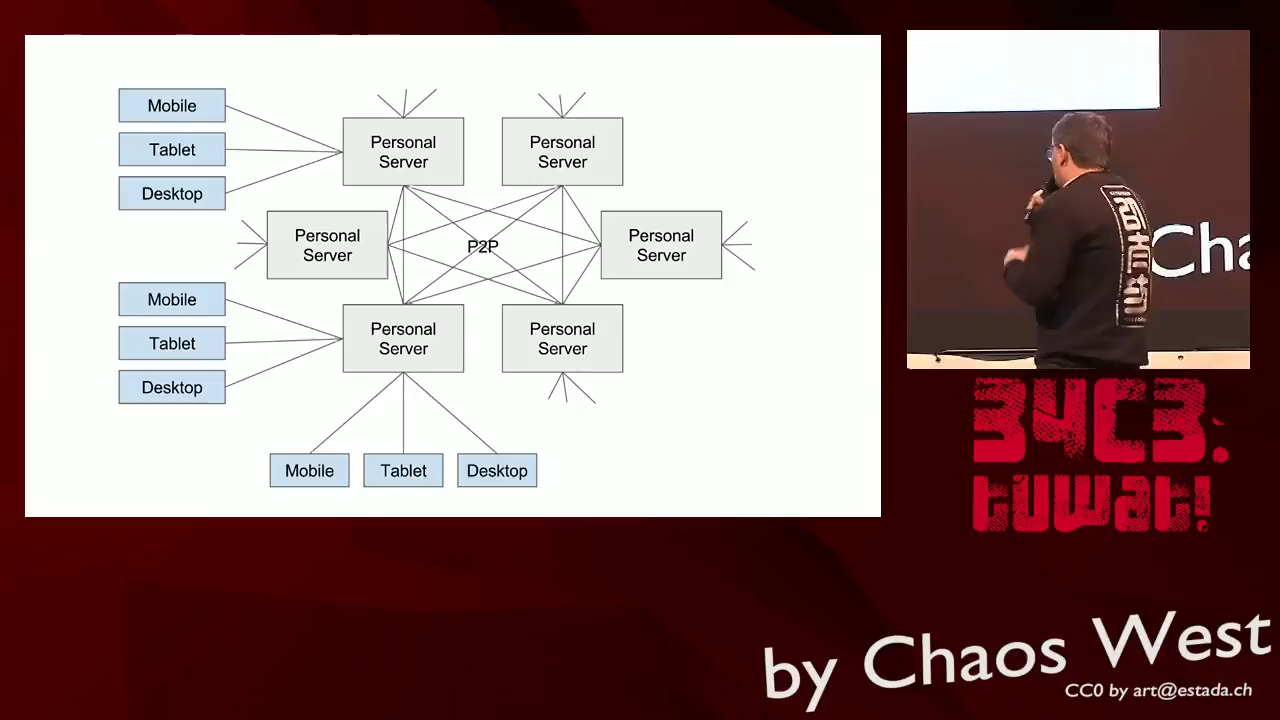 Mobile
Tablet
Desktop
Personal
Server
Personal
Server
Personal
Server
P2P
Personal
Server
Mobile
Tablet
Desktop
Personal
Server
Personal
Server
Mobile
Tablet
Desktop
Cha
34C3:
tuwat!
by Chaos West
CC0 by art@estada.ch